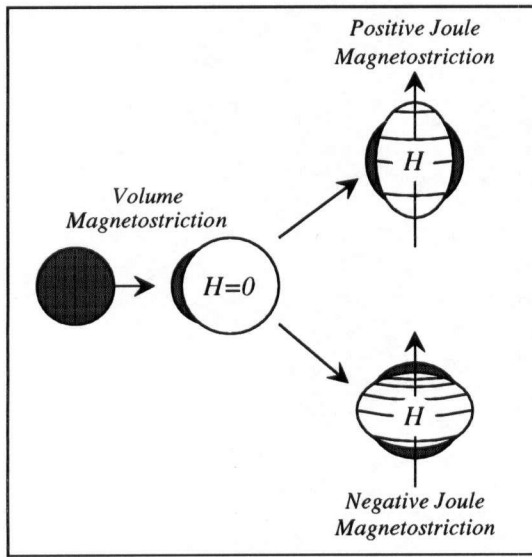 Positive Joule
Magnetostriction
H
Volume
Magnetostriction
H=0
H
Negative Joule
Magnetostriction